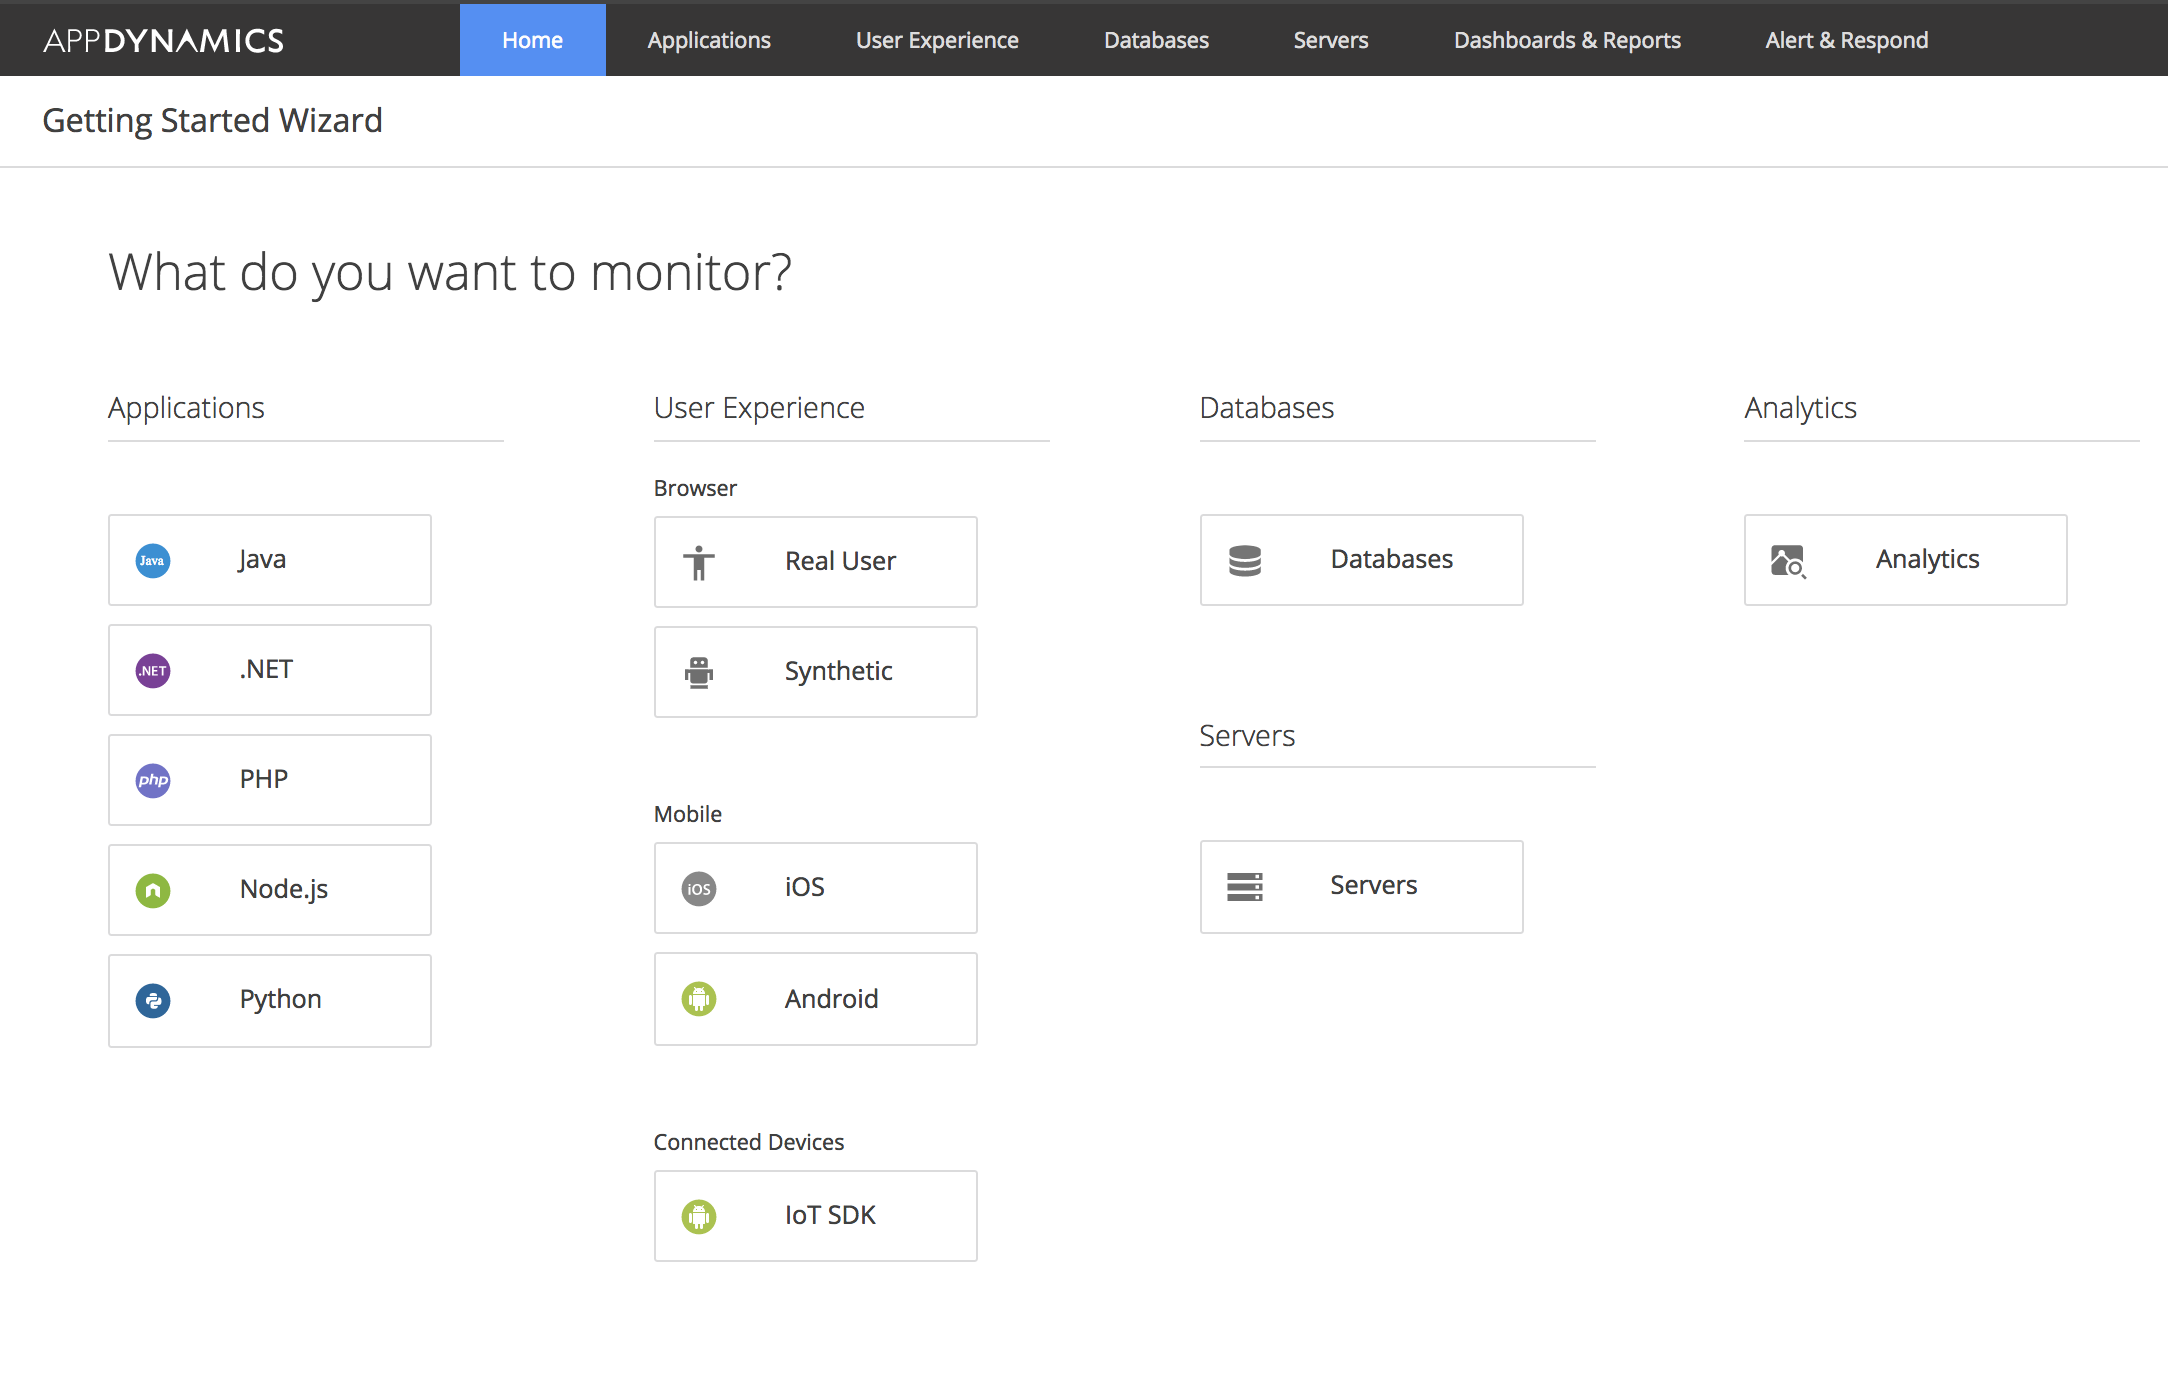 APPDYNAMICS Home Applications User Experience Databases Servers Dashboards & Reports Alert & Respond
Getting Started Wizard
What do you want to monitor?
Applications
Java Java
.NET .NET
php PHP
Node.js
Python
User Experience
Browser
Real User
Synthetic
Mobile
iOS iOS
Android
Connected Devices
IoT SDK
Databases
Databases
Servers
Servers
Analytics
Analytics